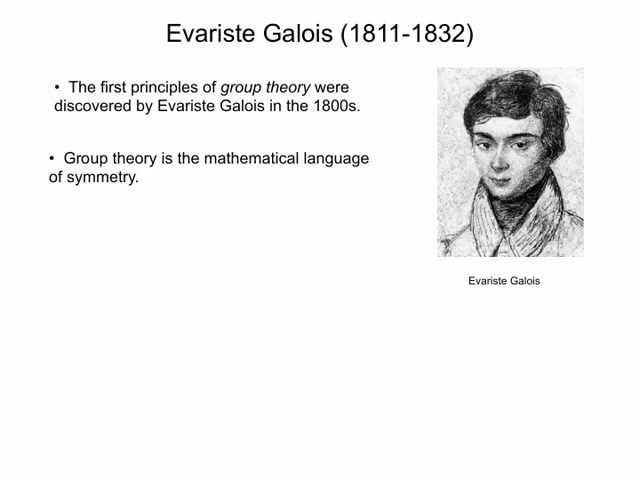 Evariste Galois (1811-1832)
• The first principles of group theory were
discovered by Evariste Galois in the 1800s.
• Group theory is the mathematical language
of symmetry.
Evariste Galois